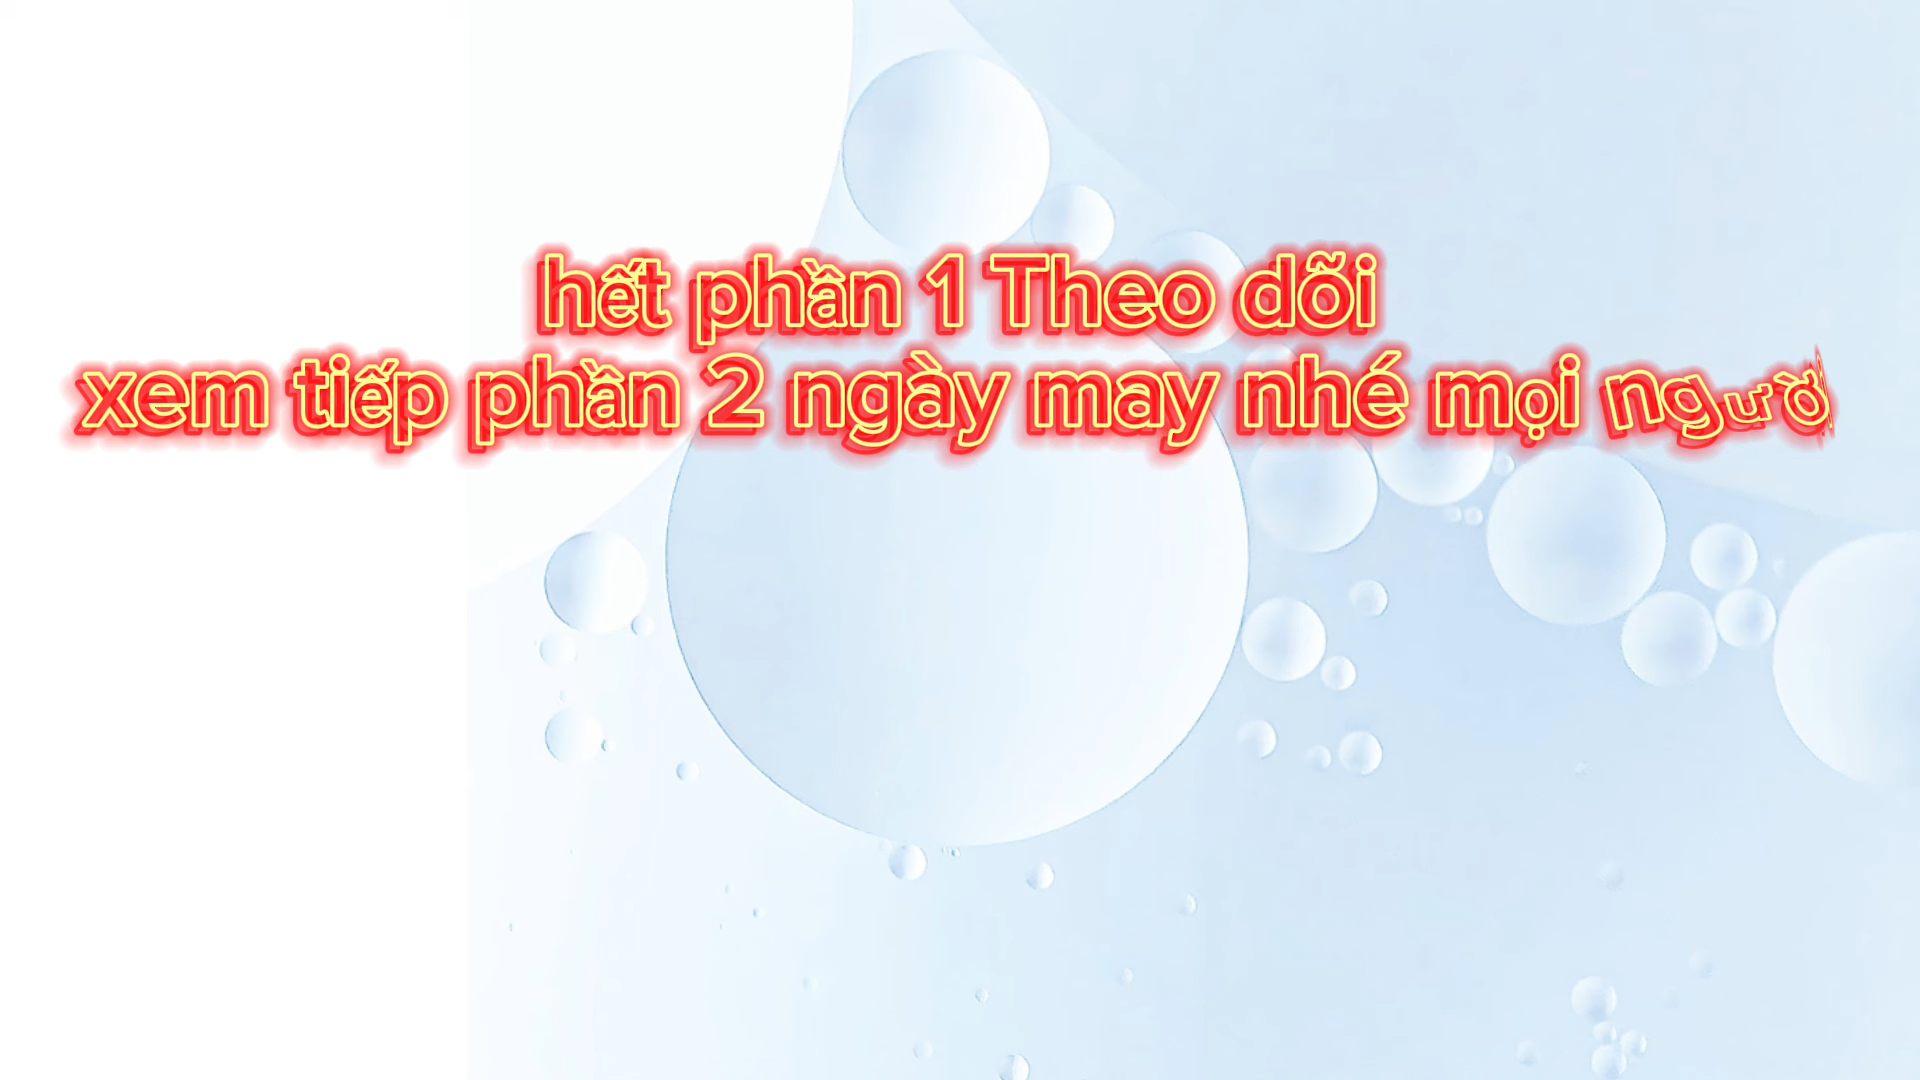 hết phần 1 Theo dõi
xem tiếp phần 2 ngày may nhé mọi người